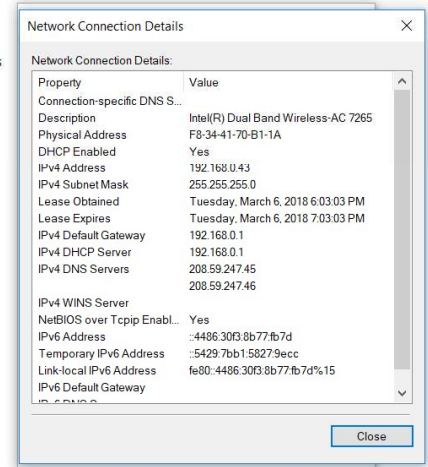 Network Connection Details
Network Connection Details:
Property Value
Connection-specific DNS S...
Description Intel(R) Dual Band Wireless-AC 7265
Physical Address F8-34-41-70-B1-1A
DHCP Enabled Yes
IPv4 Address 192.168.0.43
IPv4 Subnet Mask 255.255.255.0
Lease Obtained Tuesday, March 6, 2018 6:03:03 PM
Lease Expires Tuesday, March 6, 2018 7:03:03 PM
IPv4 Default Gateway 192.168.0.1
IPv4 DHCP Server 192.168.0.1
IPv4 DNS Servers 208.59.247.45
208.59.247.46
IPv4 WINS Server
NetBIOS over Tcpip Enabl... Yes
IPv6 Address ::4486:30f3:8b77:fb7d
Temporary IPv6 Address ::5429:7bb1:5827:9ecc
Link-local IPv6 Address fe80::4486:30f3:8b77:fb7d%15
IPv6 Default Gateway
Close